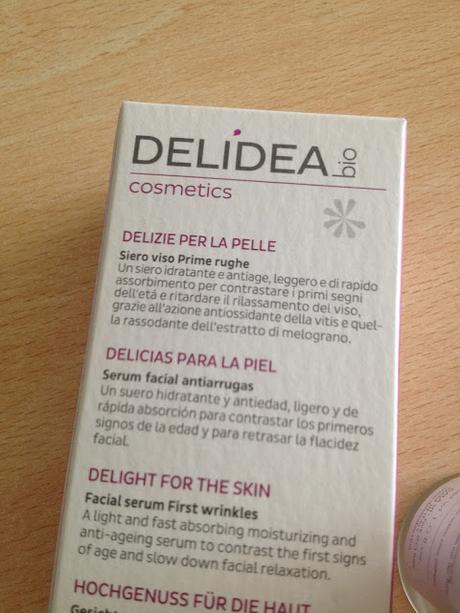 DELÍDEA bio
cosmetics
DELIZIE PER LA PELLE
Siero viso Prime rughe
Un siero idratante e antiage, leggero e di rapido
assorbimento per contrastare i primi segni
dell'etá e ritardare il rilassamento del viso,
grazie all'azione antiossidante della vitis e quel-
la rassodante dell'estratto di melograno.
DELICIAS PARA LA PIEL
Serum facial antiarrugas
Un suero hidratante y antiedad, ligero y de
rápida absorción para contrastar los primeros
signos de la edad y para retrasar la flacidez
facial.
DELIGHT FOR THE SKIN
Facial serum First wrinkles
A light and fast absorbing moisturizing and
anti-ageing serum to contrast the first signs
of age and slow down facial relaxation.
HOCHGENUSS FÜR DIE HAUT